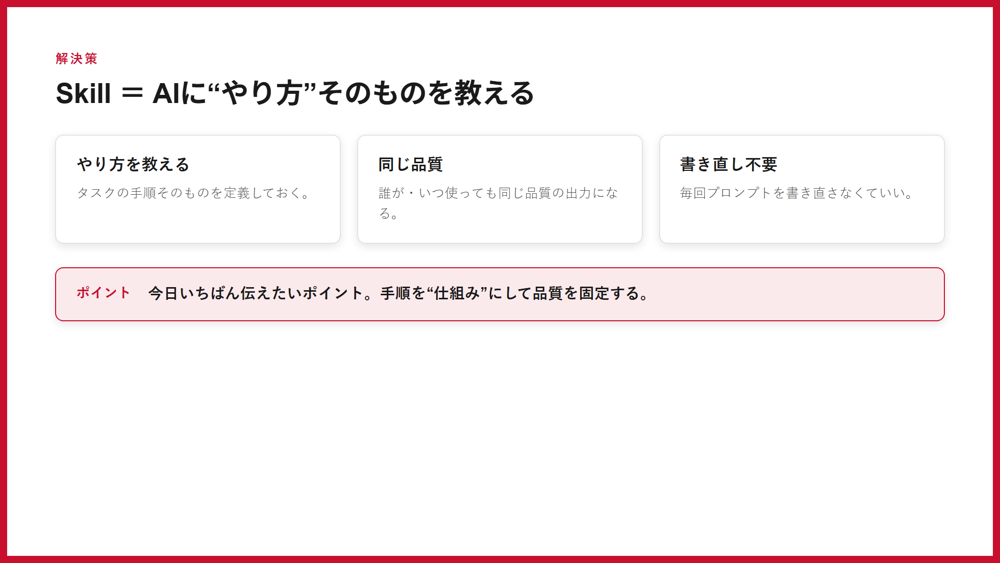 解決策
Skill ＝ AIに“やり方”そのものを教える
やり方を教える
タスクの手順そのものを定義しておく。
同じ品質
誰が・いつ使っても同じ品質の出力にな
る。
書き直し不要
毎回プロンプトを書き直さなくていい。
ポイント 今日いちばん伝えたいポイント。手順を“仕組み”にして品質を固定する。